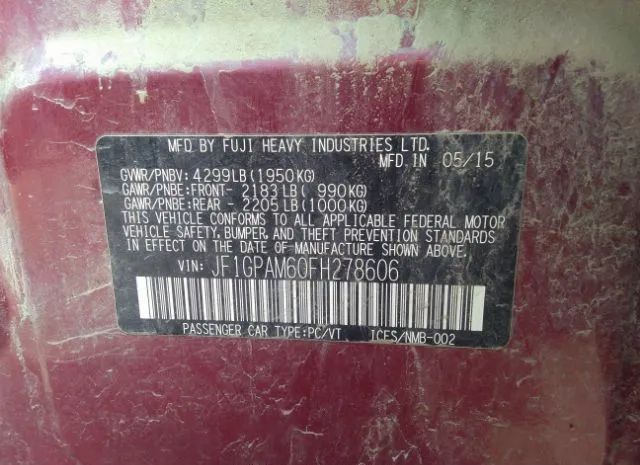 MFD BY FUJI HEAVY INDUSTRIES LTD.
MFD.IN 05/15
GVWR/PNBV: 4299LB(1950KG)
GAWR/PNBE:FRONT- 2183LB( 990KG)
GAWR/PNBE:REAR - 2205LB(1000KG)
THIS VEHICLE CONFORMS TO ALL APPLICABLE FEDERAL MOTOR
VEHICLE SAFETY, BUMPER, AND THEFT PREVENTION STANDARDS
IN EFFECT ON THE DATE OF MANUFACTURE SHOWN ABOVE.
VIN: JF1GPAM60FH278606
PASSENGER CAR TYPE:PC/VT ICES/NMB-002